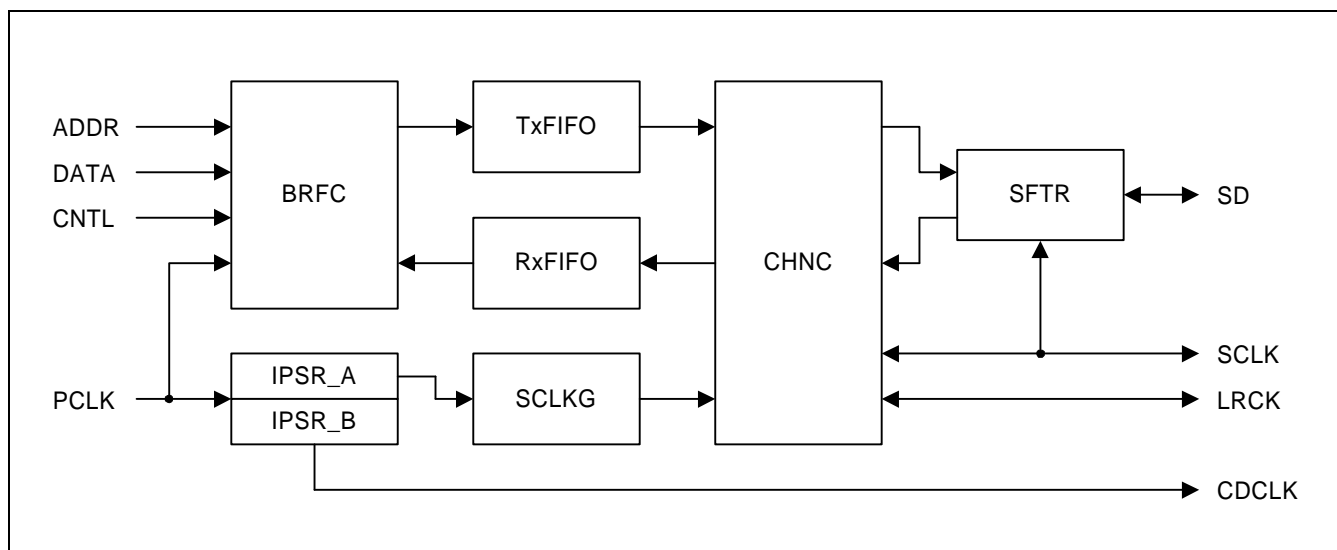 ADDR
DATA
CNTL
PCLK
BRFC
TxFIFO
RxFIFO
IPSR_A
IPSR_B
SCLKG
CHNC
SFTR
SD
SCLK
LRCK
CDCLK